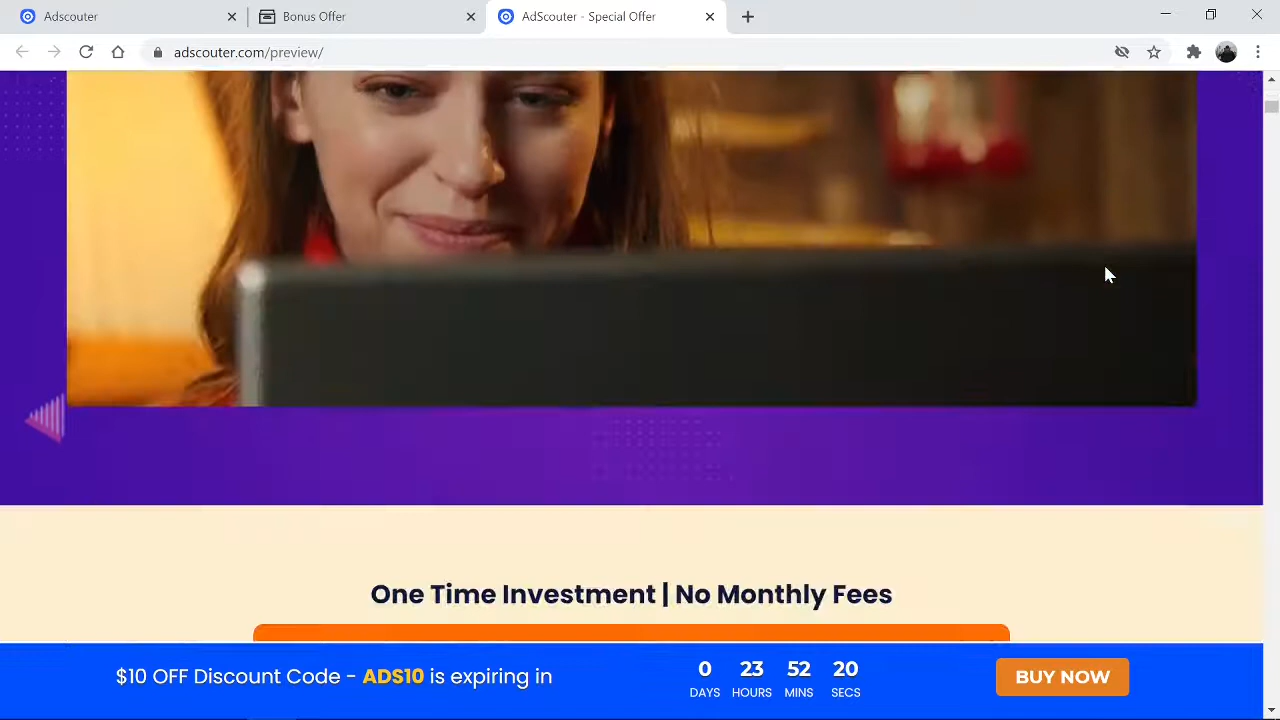 Adscouter
Bonus Offer
AdScouter - Special Offer
adscouter.com/preview/
One Time Investment | No Monthly Fees
$10 OFF Discount Code - ADS10 is expiring in
0 23 52 20
DAYS HOURS MINS SECS
BUY NOW